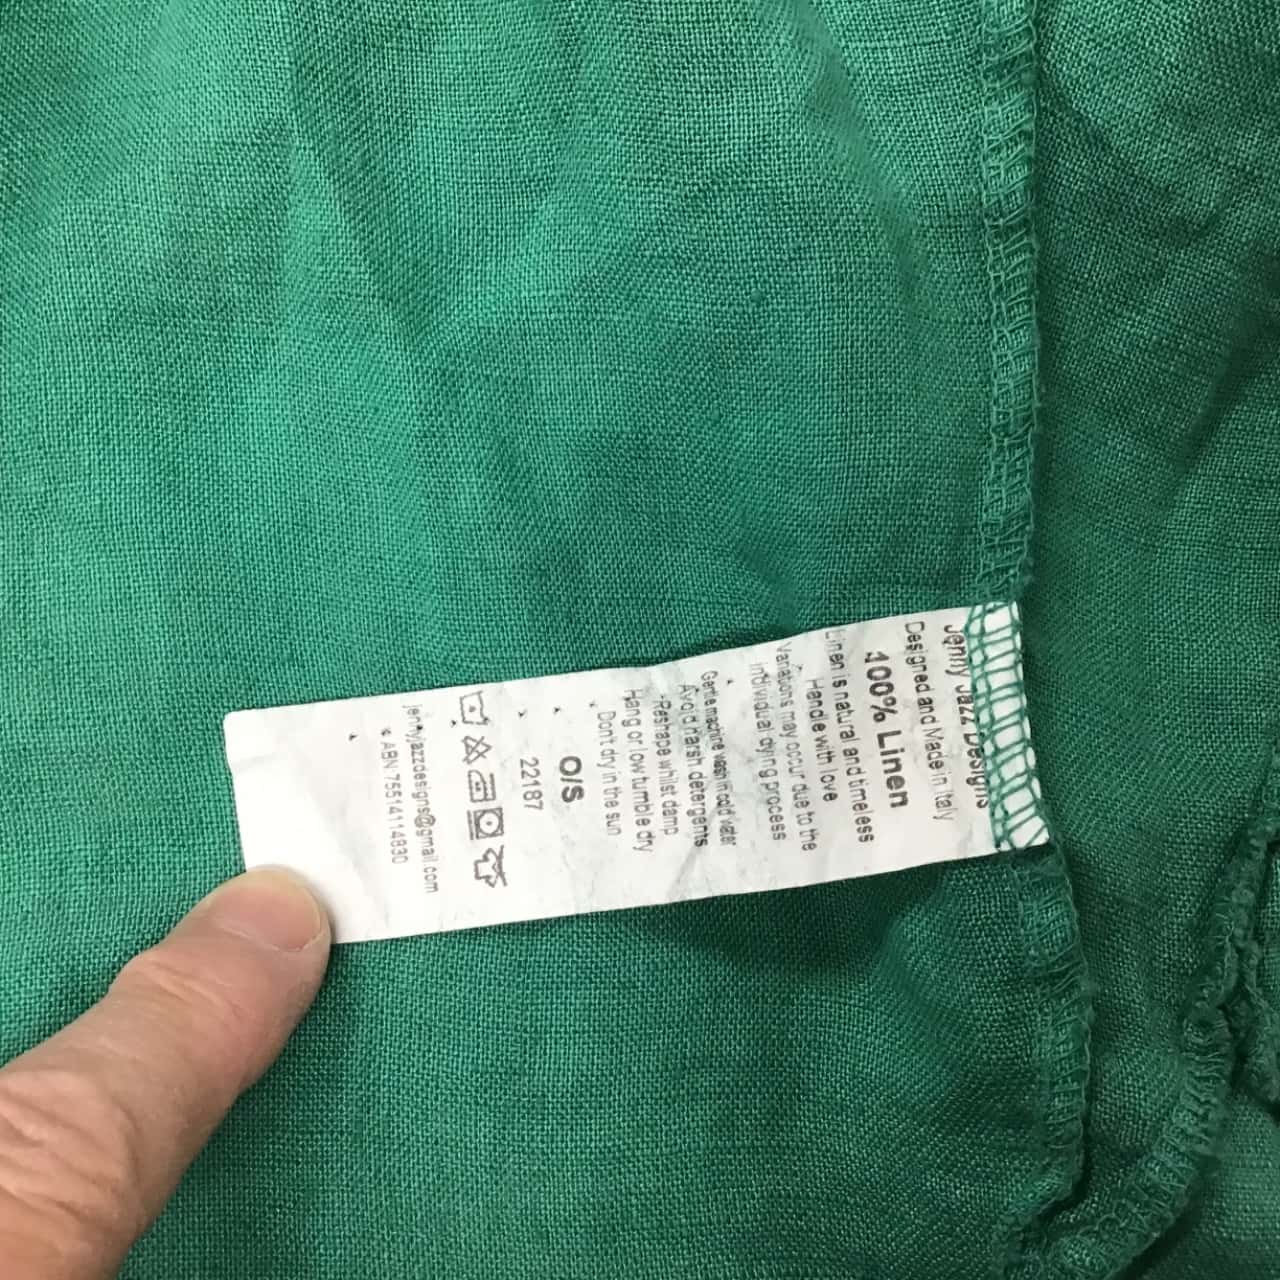 Jenny Jazz Designs
Designed and Made in Italy
100% Linen
Linen is natural and timeless
Handle with love
Variations may occur due to the
individual dying process
Gentle machine wash in cold water
Avoid harsh detergents
Reshape whilst damp
Hang or low tumble dry
Dont dry in the sun
O/S
22187
jennyjazzdesigns@gmail.com
ABN 75514114830